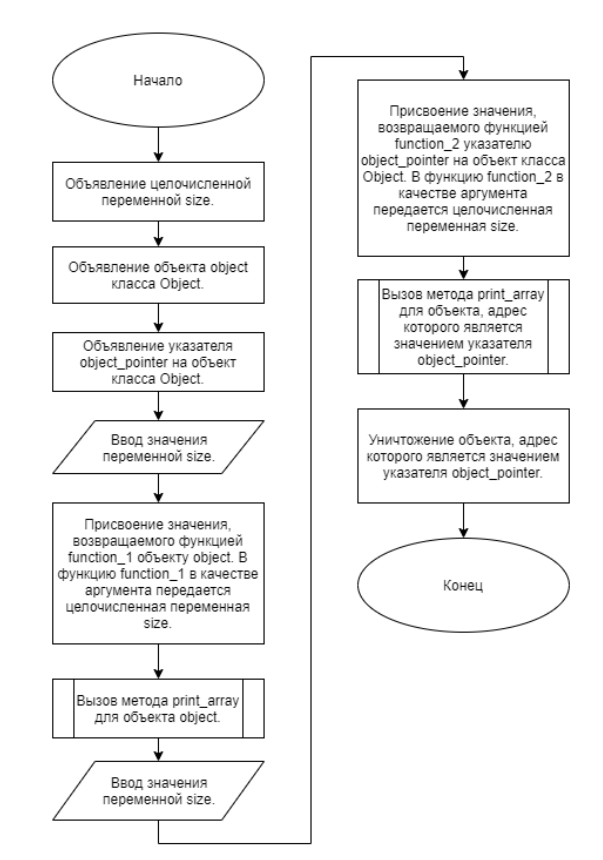 Начало
Объявление целочисленной
переменной size.
Объявление объекта object
класса Object.
Объявление указателя
object_pointer на объект
класса Object.
Ввод значения
переменной size.
Присвоение значения,
возвращаемого функцией
function_1 объекту object. В
функцию function_1 в качестве
аргумента передается
целочисленная переменная
size.
Вызов метода print_array
для объекта object.
Ввод значения
переменной size.
Присвоение значения,
возвращаемого функцией
function_2 указателю
object_pointer на объект класса
Object. В функцию function_2 в
качестве аргумента
передается целочисленная
переменная size.
Вызов метода print_array
для объекта, адрес
которого является
значением указателя
object_pointer.
Уничтожение объекта, адрес
которого является значением
указателя object_pointer.
Конец